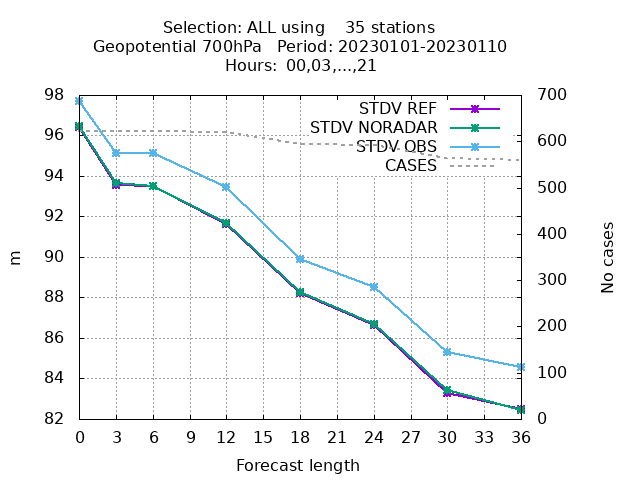 Selection: ALL using    35 stations
Geopotential 700hPa   Period: 20230101-20230110
Hours: 00,03,...,21
STDV REF
STDV NORADAR
STDV OBS
CASES
98
96
94
92
90
88
86
84
82
m
700
600
500
400
300
200
100
0
No cases
0 3 6 9 12 15 18 21 24 27 30 33 36
Forecast length